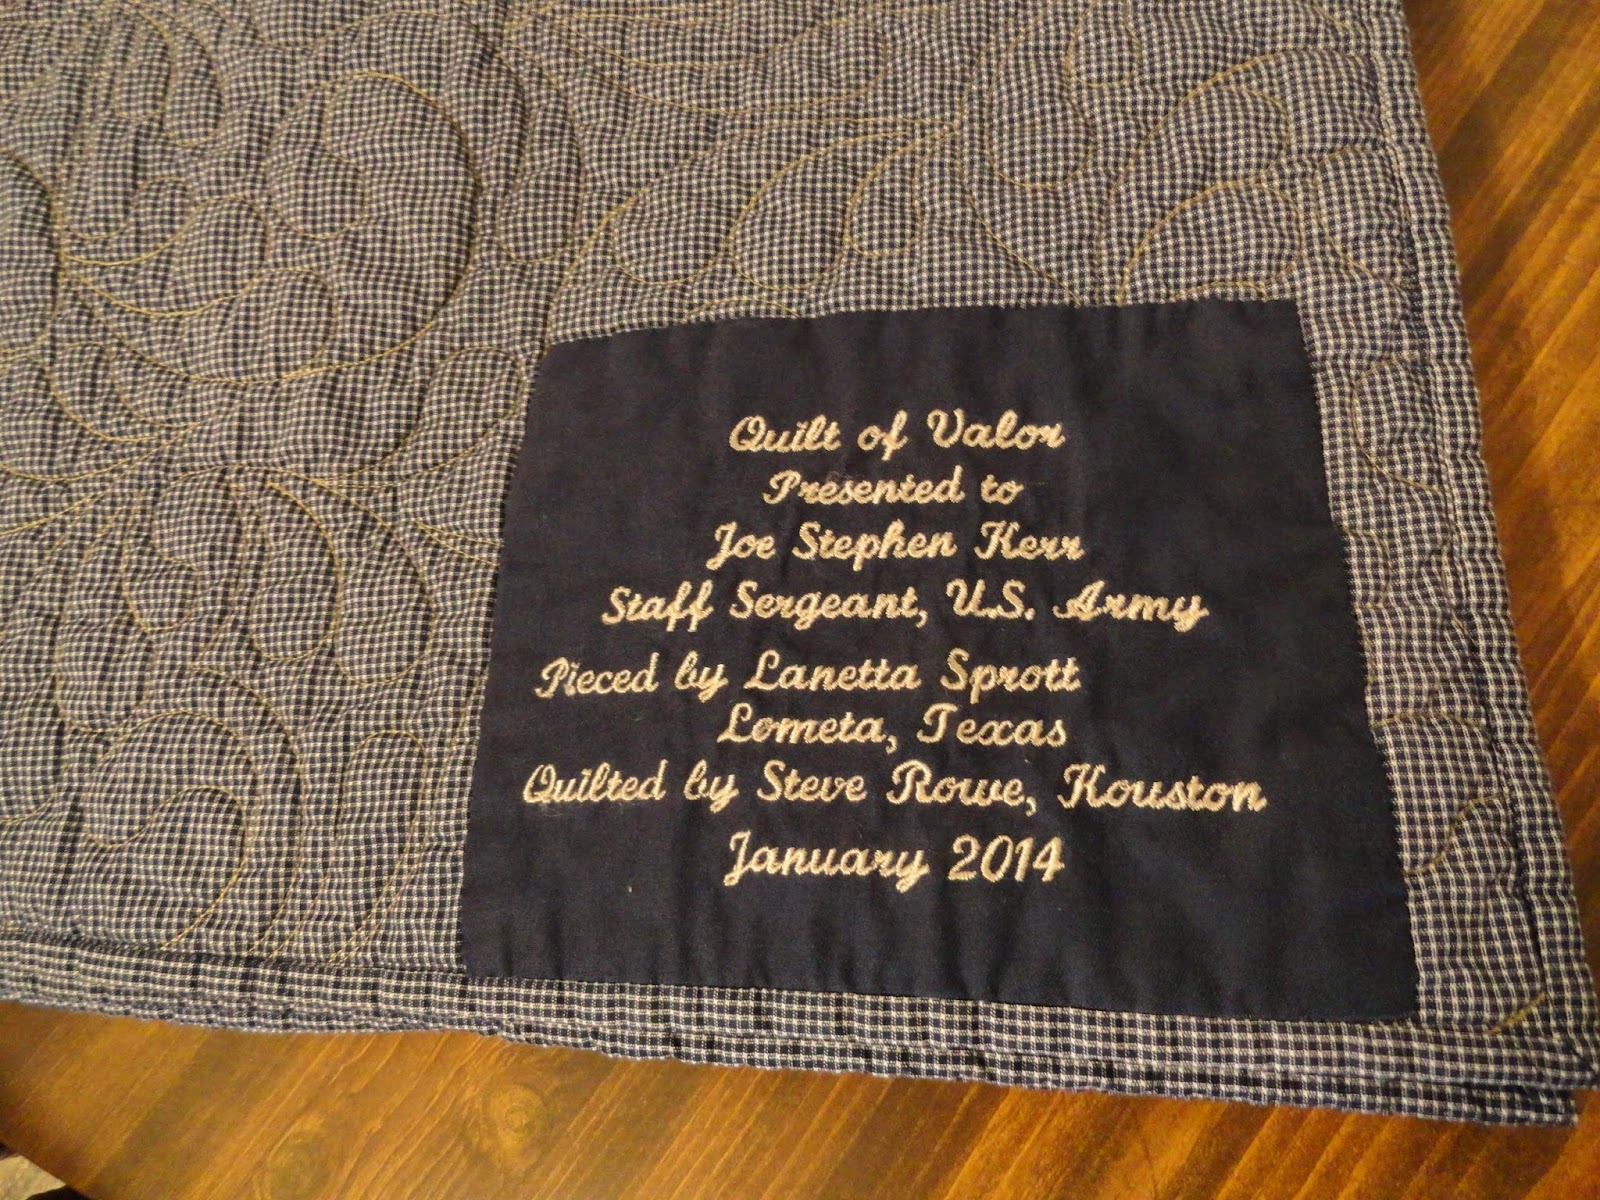 Quilt of Valor
Presented to
Joe Stephen Kerr
Staff Sergeant, U.S. Army
Pieced by Lanetta Sprott
Lometa, Texas
Quilted by Steve Rowe, Houston
January 2014